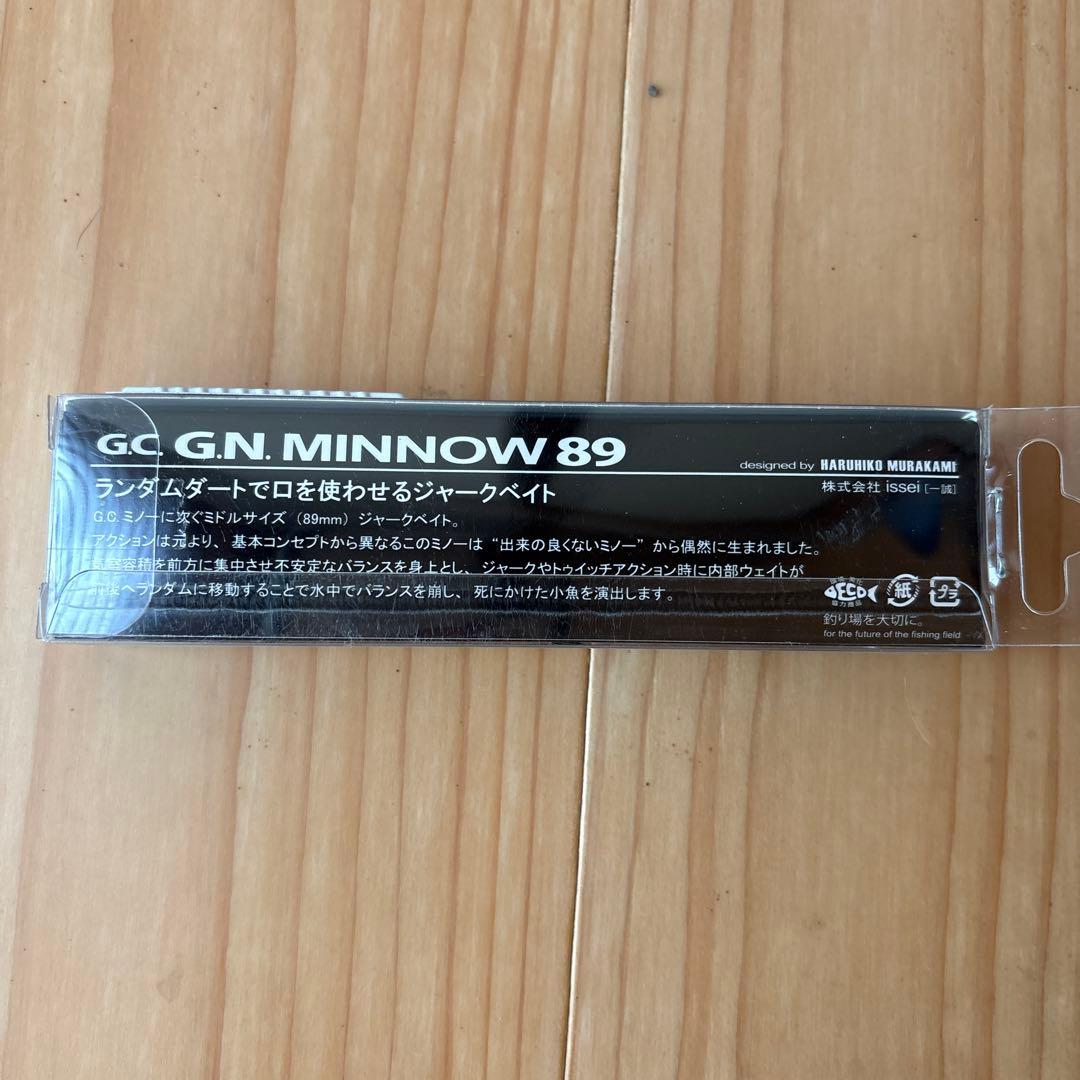 G.C. G.N. MINNOW 89
designed by HARUHIKO MURAKAMI
株式会社 issei [一誠]
ランダムダートで口を使わせるジャークベイト
G.C.ミノーに次ぐミドルサイズ（89mm）ジャークベイト。
アクションは元より、基本コンセプトから異なるこのミノーは“出来の良くないミノー”から偶然に生まれました。
気室容積を前方に集中させ不安定なバランスを身上とし、ジャークやトゥイッチアクション時に内部ウェイトが
前後へランダムに移動することで水中でバランスを崩し、死にかけた小魚を演出します。
ECO
協力商品
紙
プラ
釣り場を大切に。
for the future of the fishing field